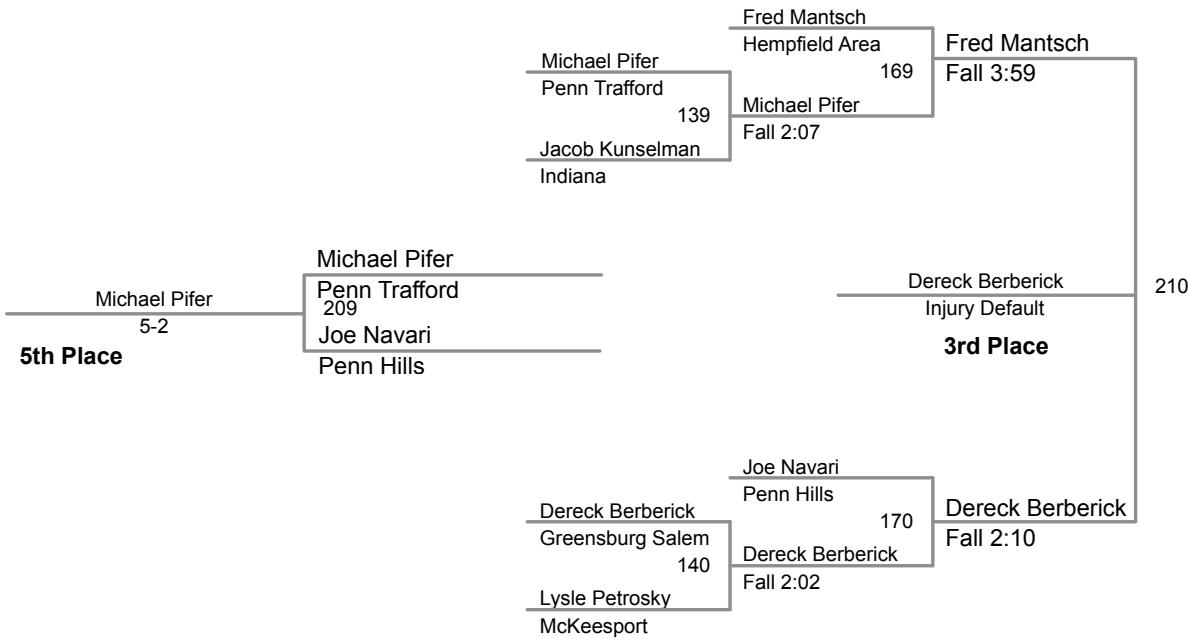 Fred Mantsch
Hempfield Area
169
Fred Mantsch
Fall 3:59
Michael Pifer
Penn Trafford
139
Michael Pifer
Fall 2:07
Jacob Kunselman
Indiana
Michael Pifer
Penn Trafford
209
Joe Navari
Penn Hills
Michael Pifer
5-2
5th Place
Dereck Berberick
Injury Default
3rd Place
210
Joe Navari
Penn Hills
170
Dereck Berberick
Fall 2:10
Dereck Berberick
Greensburg Salem
140
Dereck Berberick
Fall 2:02
Lysle Petrosky
McKeesport